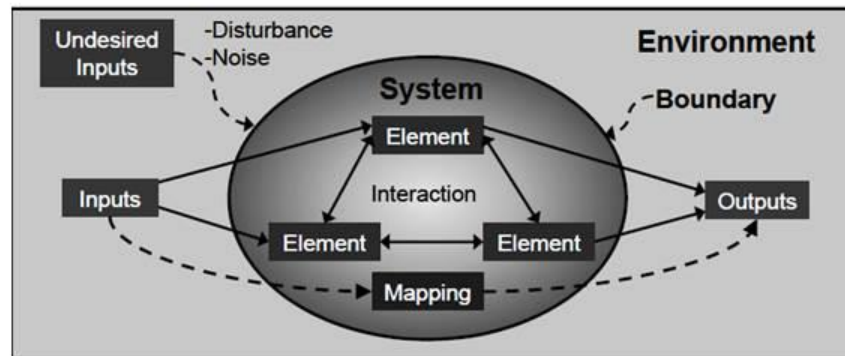 Undesired
Inputs
-Disturbance
-Noise
Environment
System
Boundary
Element
Interaction
Inputs
Outputs
Element
Element
Mapping